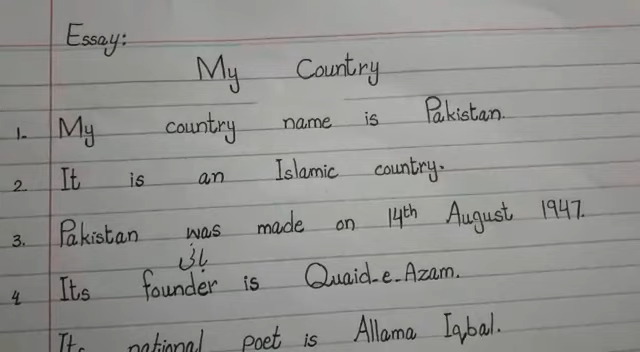 Essay:
My Country
1- My country name is Pakistan.
2 It is an Islamic country.
3. Pakistan was made on 14th August 1947.
بانی
4 Its founder is Quaid-e-Azam.
Its national poet is Allama Iqbal.